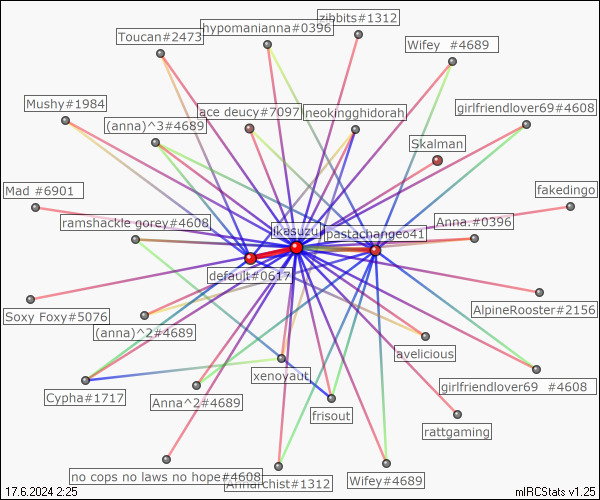 zibbits#1312
hypomanianna#0396
Toucan#2473
Wifey #4689
Mushy#1984
ace deucy#7097
neokingghidorah
girlfriendlover69#4608
(anna)^3#4689
Skalman
Mad #6901
fakedingo
ramshackle gorey#4608
ikasuzu
pastachangeo41
Anna.#0396
default#0617
Soxy Foxy#5076
AlpineRooster#2156
(anna)^2#4689
avelicious
xenoyaut
girlfriendlover69 #4608
Cypha#1717
Anna^2#4689
frisout
rattgaming
no cops no laws no hope#4608
Annarchist#1312
Wifey#4689
17.6.2024 2:25
mIRCStats v1.25